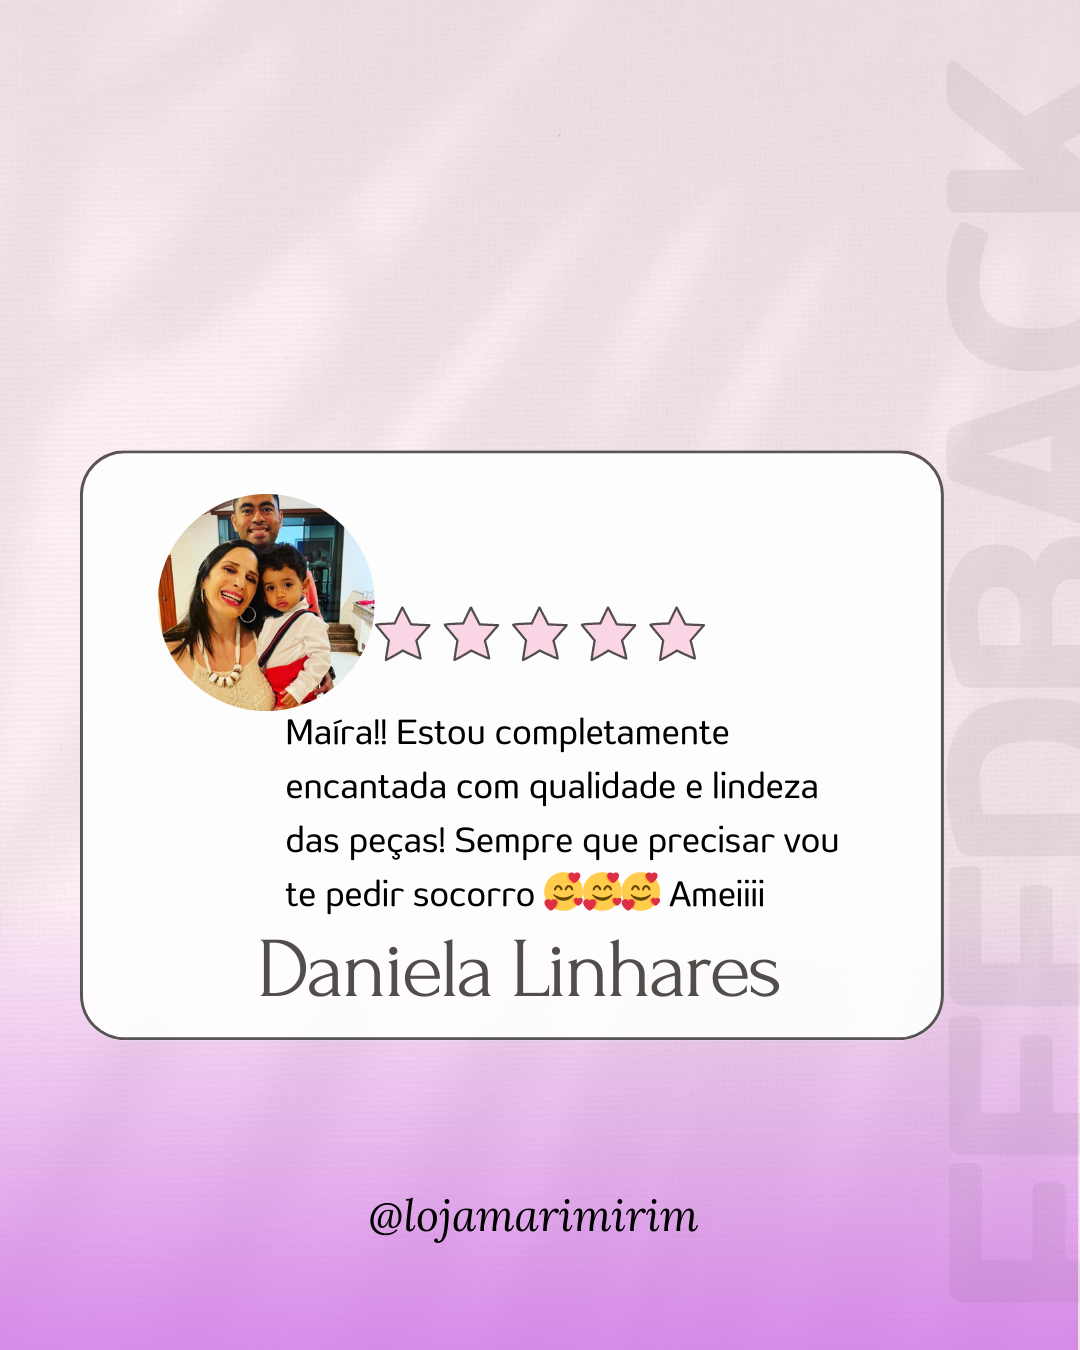 Maíra!! Estou completamente
encantada com qualidade e lindeza
das peças! Sempre que precisar vou
te pedir socorro 🥰🥰🥰 Ameiiii
Daniela Linhares
@lojamarimirim
FEEDBACK